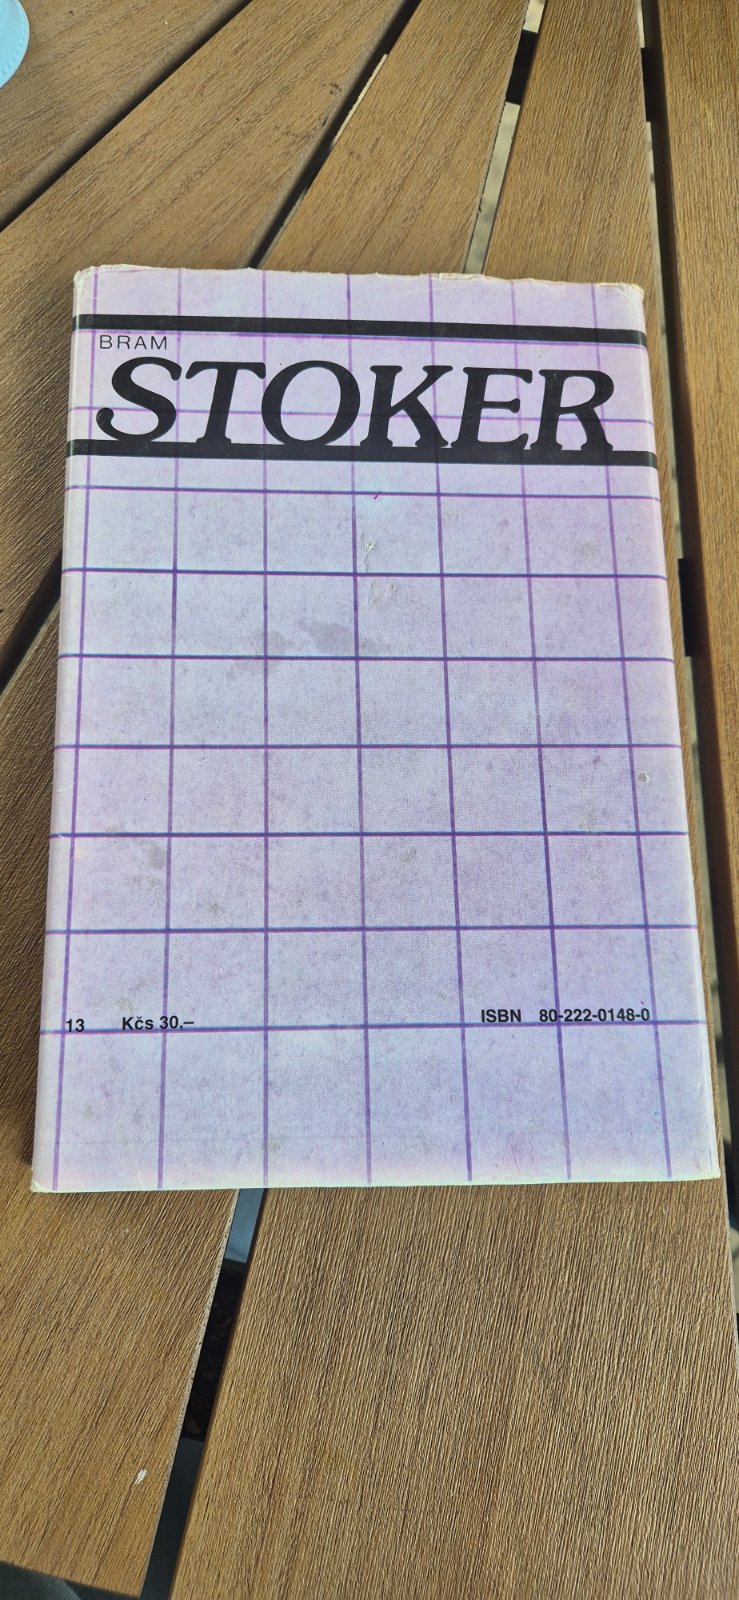 BRAM
STOKER
13 Kčs 30,–
ISBN 80-222-0148-0